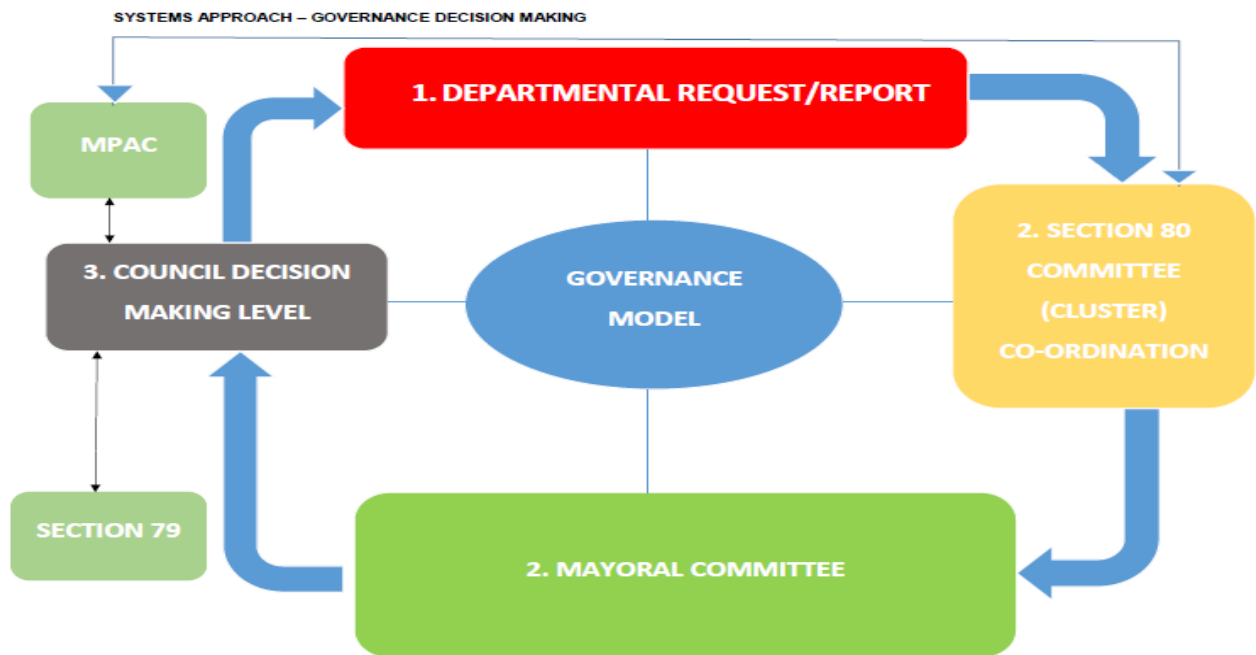 SYSTEMS APPROACH – GOVERNANCE DECISION MAKING
1. DEPARTMENTAL REQUEST/REPORT
MPAC
2. SECTION 80
COMMITTEE
(CLUSTER)
CO-ORDINATION
3. COUNCIL DECISION
MAKING LEVEL
GOVERNANCE
MODEL
SECTION 79
2. MAYORAL COMMITTEE